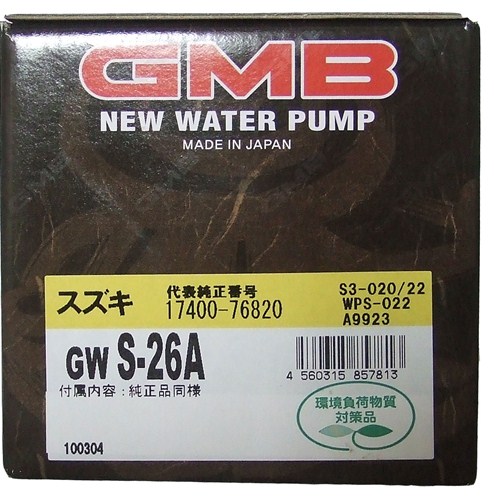 GMB
NEW WATER PUMP
MADE IN JAPAN
スズキ
代表純正番号
17400-76820
S3-020/22
WPS-022
A9923
GW S-26A
付属内容:純正品同様
4 560315 857813
環境負荷物質
対策品
100304